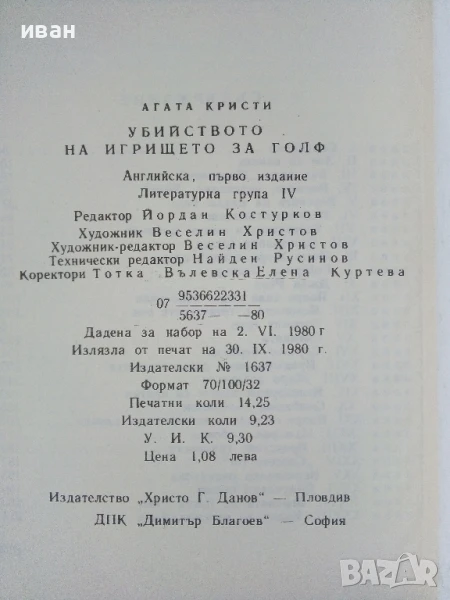 иван
АГАТА КРИСТИ
УБИЙСТВОТО
НА ИГРИЩЕТО ЗА ГОЛФ
Английска, първо издание
Литературна група IV
Редактор Йордан Костурков
Художник Веселин Христов
Художник-редактор Веселин Христов
Технически редактор Найден Русинов
Коректори Тотка Вълевска Елена Куртева
07 9536622331
5637— —80
Дадена за набор на 2. VI. 1980 г
Излязла от печат на 30. IX. 1980 г.
Издателски № 1637
Формат 70/100/32
Печатни коли 14,25
Издателски коли 9,23
У. И. К. 9,30
Цена 1,08 лева
Издателство „Христо Г. Данов" — Пловдив
ДПК „Димитър Благоев" — София
BAZAR